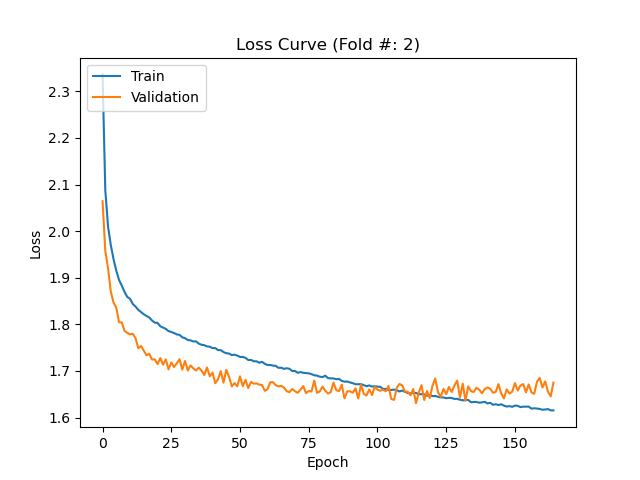 Loss Curve (Fold #: 2)
Train
Validation
2.3
2.2
2.1
2.0
1.9
1.8
1.7
1.6
Loss
0 25 50 75 100 125 150
Epoch